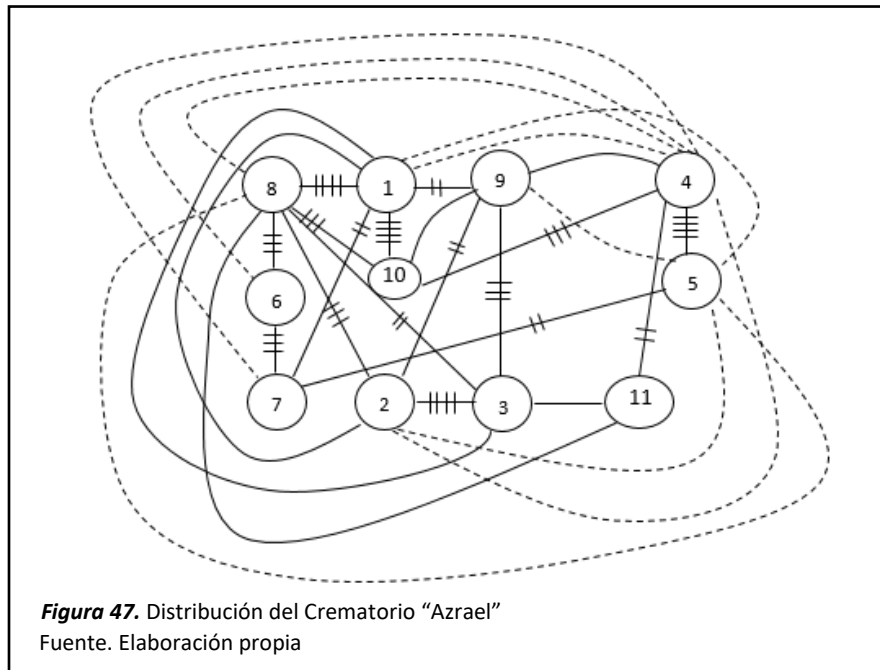 8 1 9 4
10
6 5
7 2 3 11
Figura 47. Distribución del Crematorio “Azrael”
Fuente. Elaboración propia